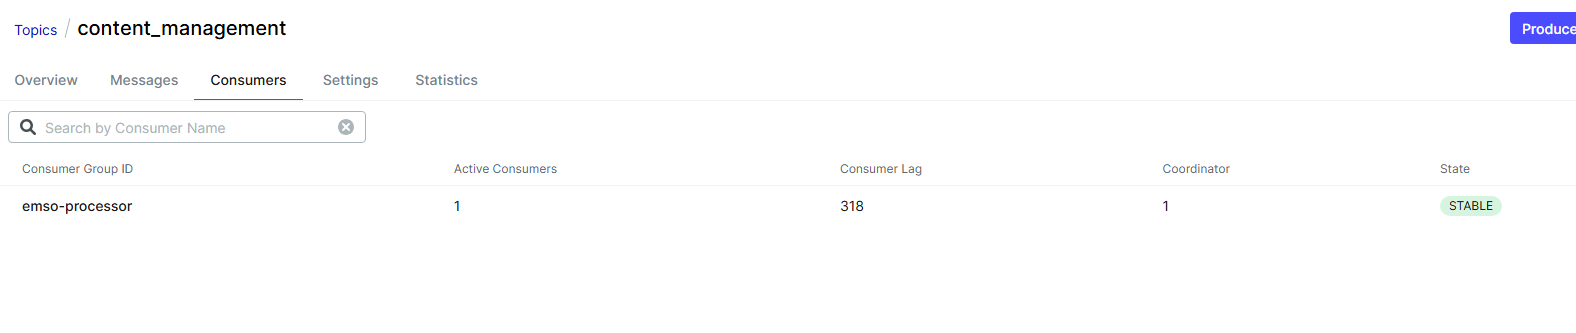 Topics / content_management
Produce
Overview Messages Consumers Settings Statistics
Search by Consumer Name
Consumer Group ID Active Consumers Consumer Lag Coordinator State
emso-processor 1 318 1 STABLE